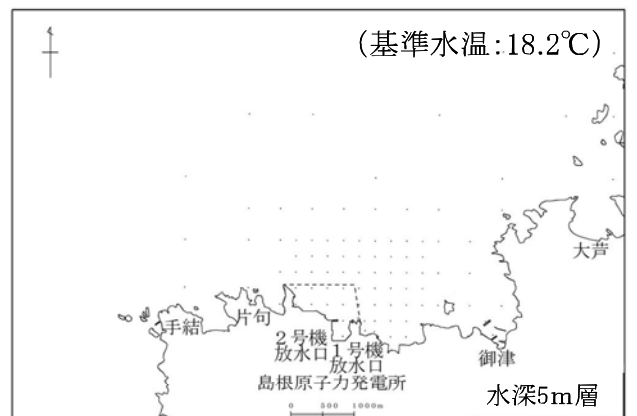 (基準水温:18.2℃)
大芦
手結
片句
2号機
放水口
1号機
放水口
御津
島根原子力発電所
0 500 1000m
水深5m層